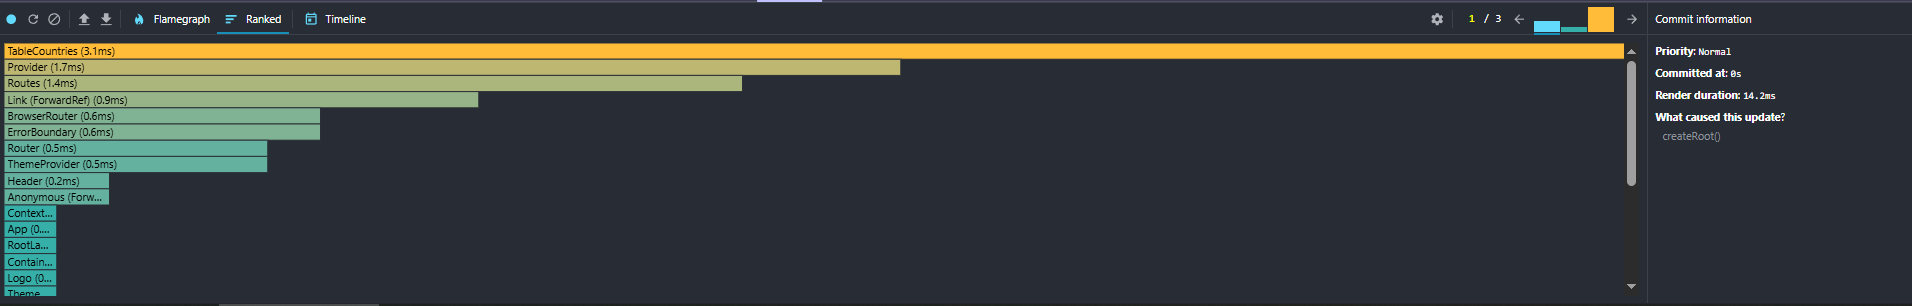 Flamegraph Ranked Timeline 1 / 3 Commit information
TableCountries (3.1ms)
Provider (1.7ms)
Routes (1.4ms)
Link (ForwardRef) (0.9ms)
BrowserRouter (0.6ms)
ErrorBoundary (0.6ms)
Router (0.5ms)
ThemeProvider (0.5ms)
Header (0.2ms)
Anonymous (Forw...
Context...
App (0....
RootLa...
Contain...
Logo (0...
Theme
Priority: Normal
Committed at: 0s
Render duration: 14.2ms
What caused this update?
createRoot()